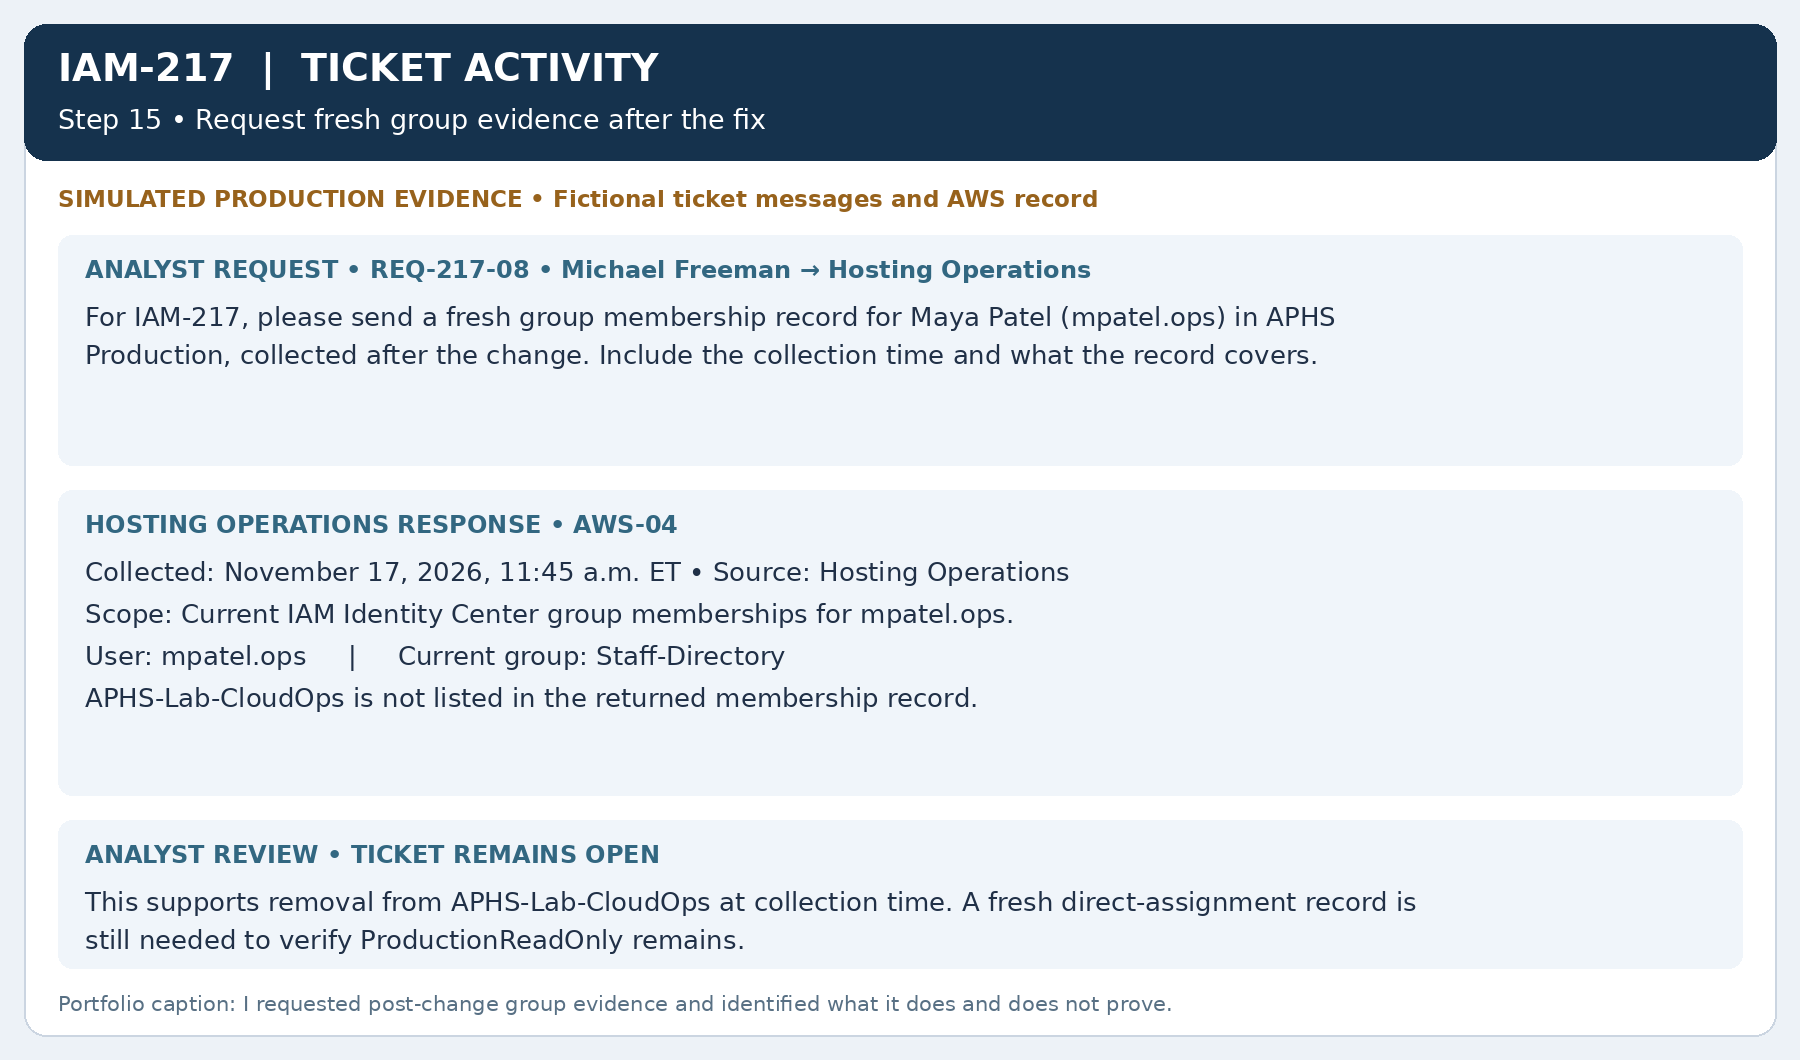 IAM-217 | TICKET ACTIVITY
Step 15 • Request fresh group evidence after the fix
SIMULATED PRODUCTION EVIDENCE • Fictional ticket messages and AWS record
ANALYST REQUEST • REQ-217-08 • Michael Freeman → Hosting Operations
For IAM-217, please send a fresh group membership record for Maya Patel (mpatel.ops) in APHS
Production, collected after the change. Include the collection time and what the record covers.
HOSTING OPERATIONS RESPONSE • AWS-04
Collected: November 17, 2026, 11:45 a.m. ET • Source: Hosting Operations
Scope: Current IAM Identity Center group memberships for mpatel.ops.
User: mpatel.ops | Current group: Staff-Directory
APHS-Lab-CloudOps is not listed in the returned membership record.
ANALYST REVIEW • TICKET REMAINS OPEN
This supports removal from APHS-Lab-CloudOps at collection time. A fresh direct-assignment record is
still needed to verify ProductionReadOnly remains.
Portfolio caption: I requested post-change group evidence and identified what it does and does not prove.